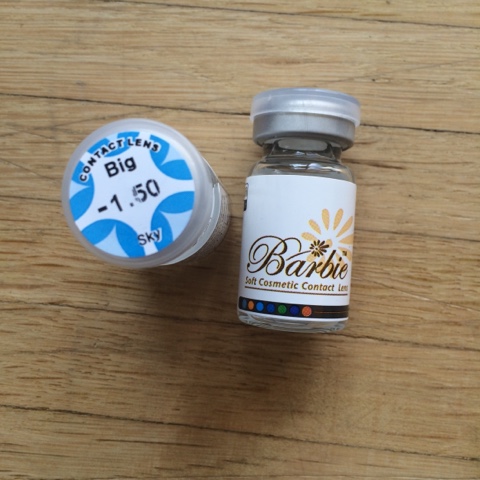 CONTACT LENS
Big
-1.50
Sky
Barbie
Soft Cosmetic Contact Lens